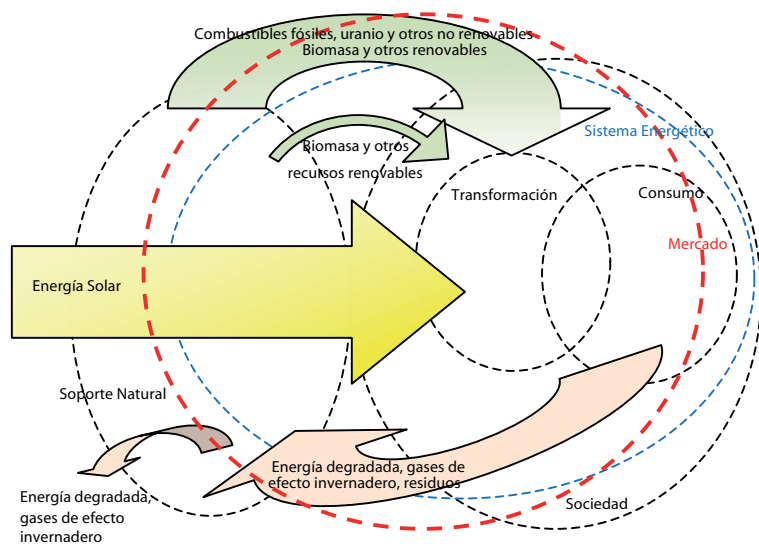 Combustibles fósiles, uranio y otros no renovables
Biomasa y otros renovables
Sistema Energético
Biomasa y otros
recursos renovables
Transformación
Consumo
Mercado
Energía Solar
Soporte Natural
Energía degradada, gases de
efecto invernadero, residuos
Energía degradada,
gases de efecto
invernadero
Sociedad